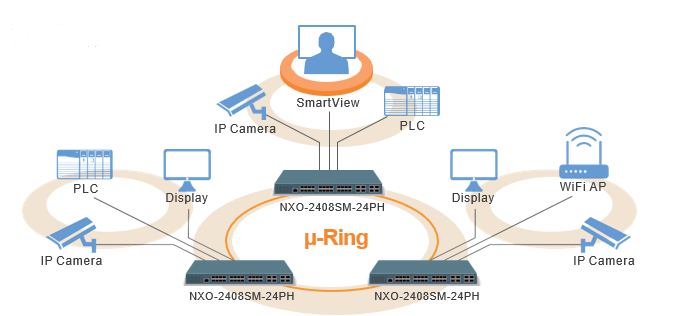 SmartView
IP Camera
PLC
PLC
Display
Display
WiFi AP
NXO-2408SM-24PH
µ-Ring
IP Camera
IP Camera
NXO-2408SM-24PH
NXO-2408SM-24PH